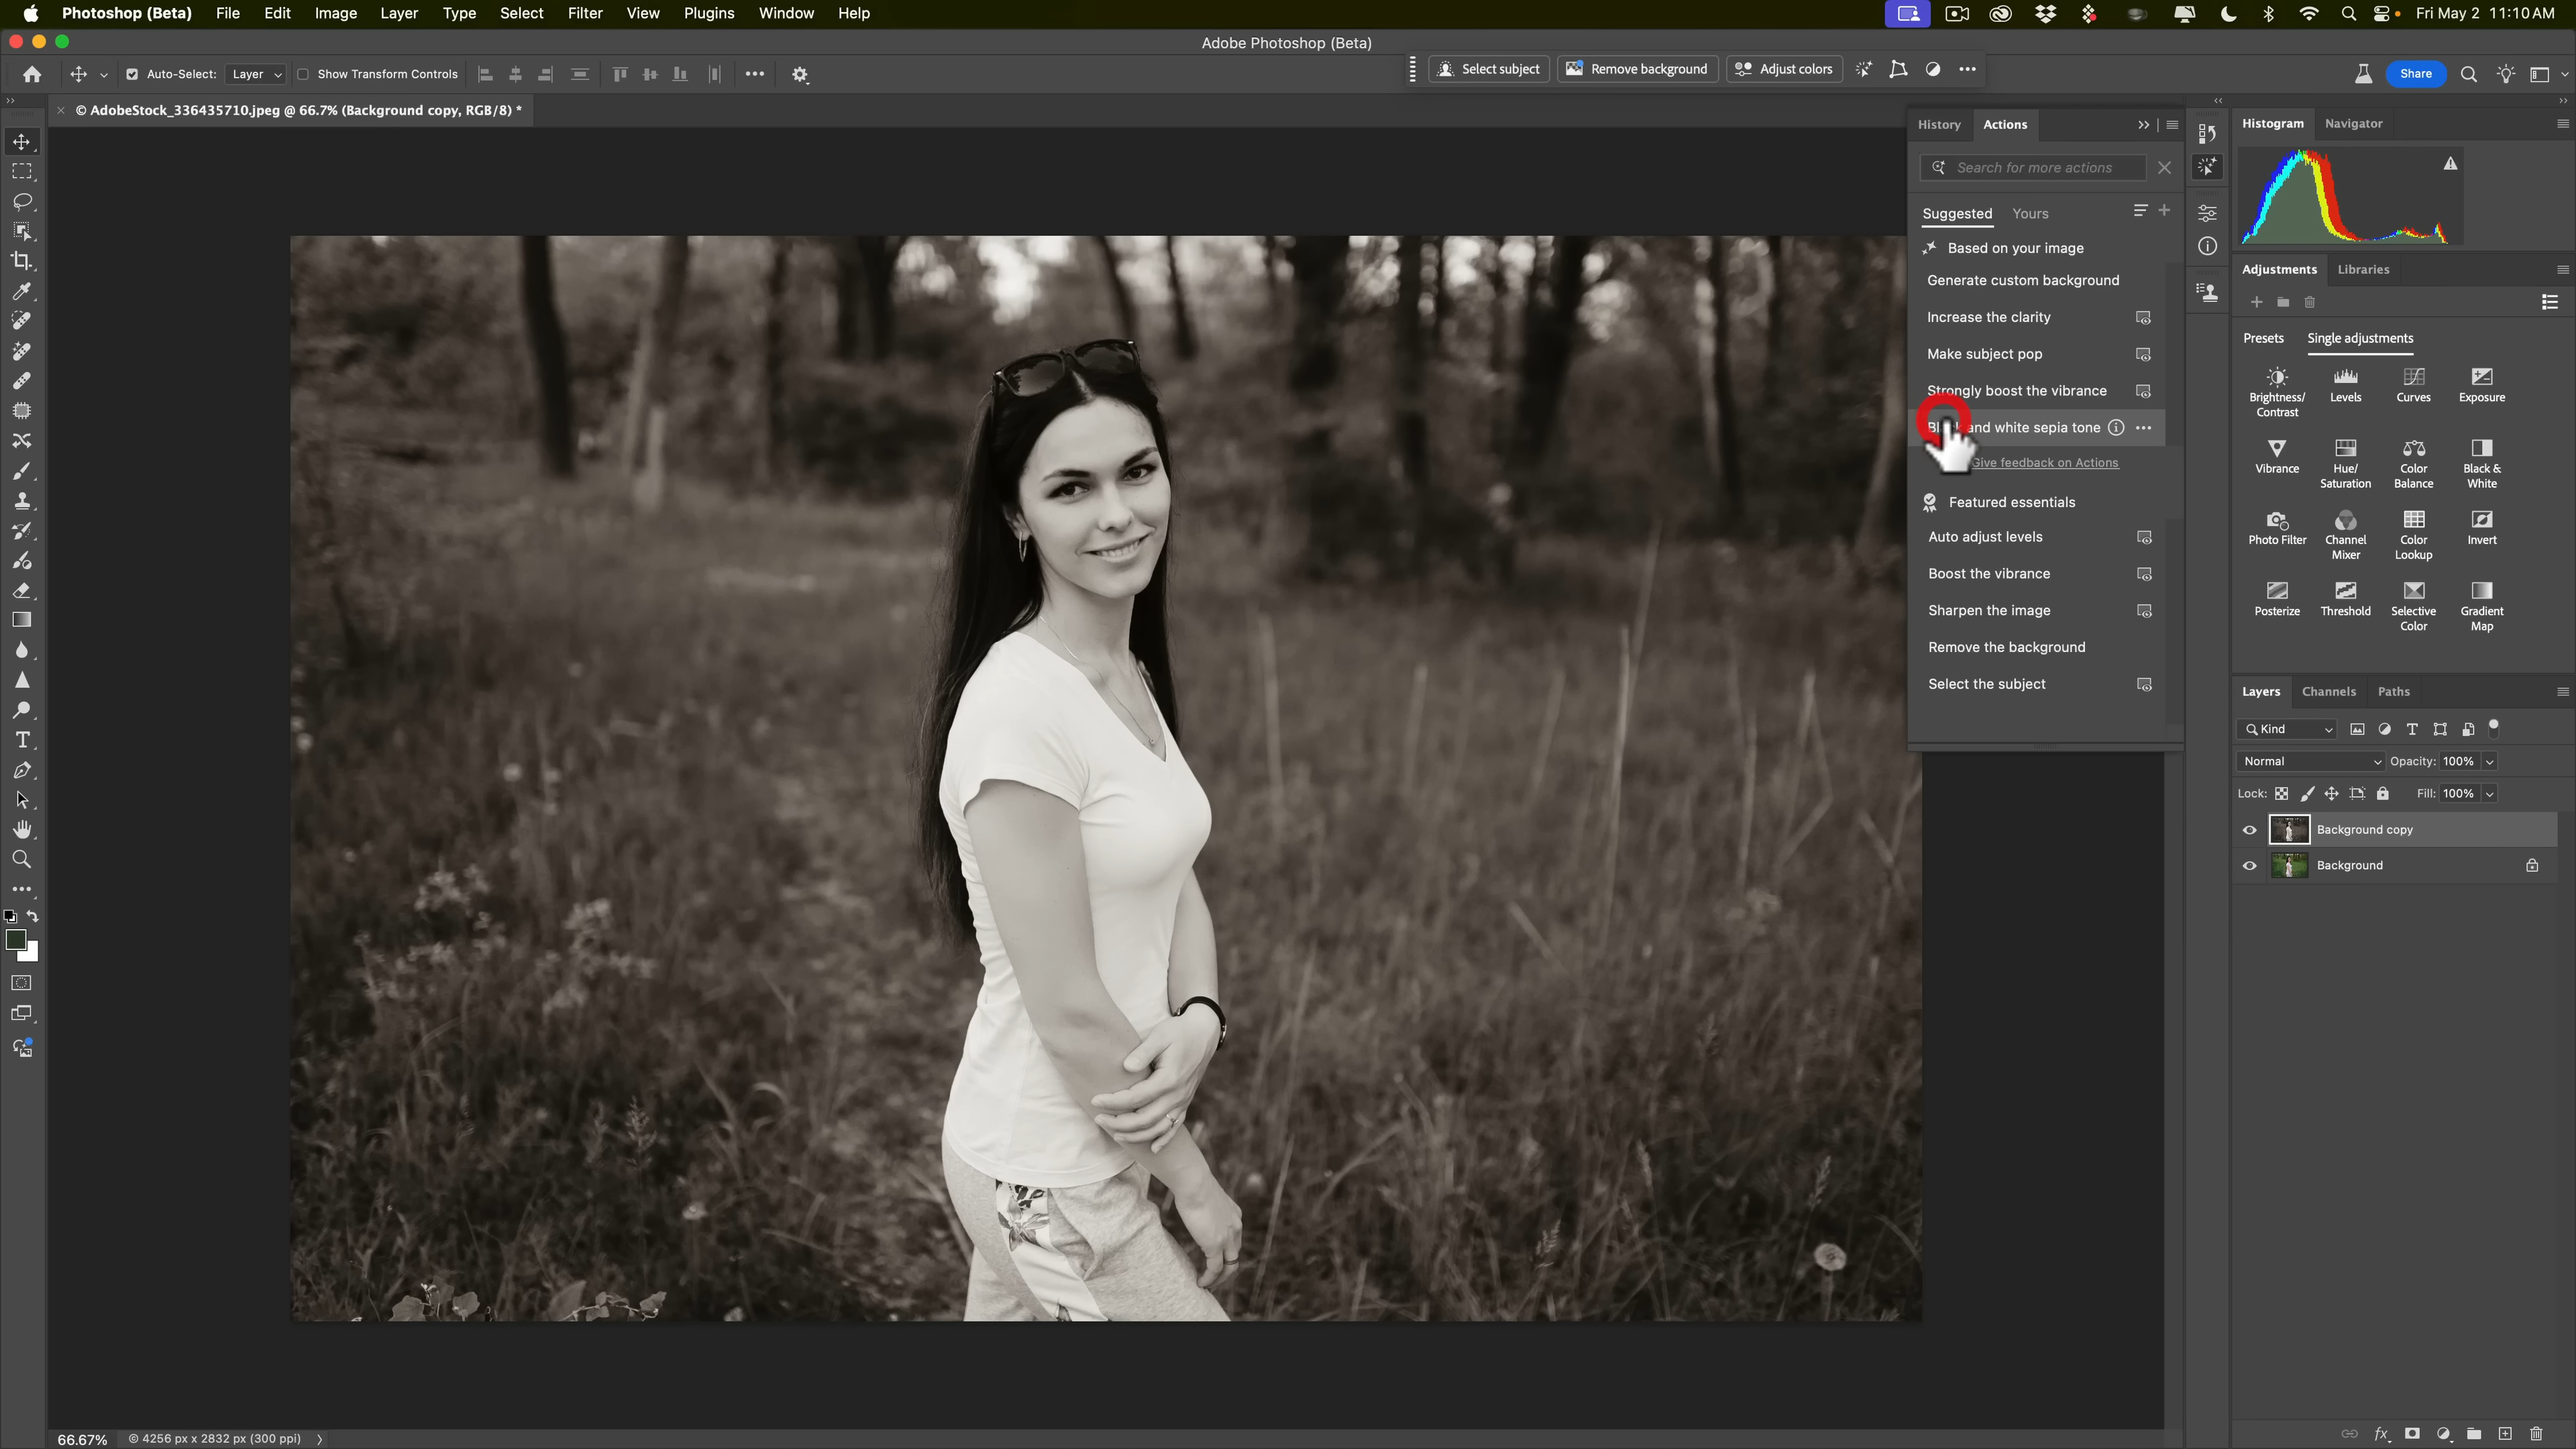 Photoshop (Beta) File Edit Image Layer Type Select Filter View Plugins Window Help Fri May 2 11:10 AM
Adobe Photoshop (Beta)
Auto-Select: Layer Show Transform Controls Select subject Remove background Adjust colors Share
© AdobeStock_336435710.jpeg @ 66.7% (Background copy, RGB/8) *
History Actions
Search for more actions
Suggested Yours
Based on your image
Generate custom background
Increase the clarity
Make subject pop
Strongly boost the vibrance
and white sepia tone
Give feedback on Actions
Featured essentials
Auto adjust levels
Boost the vibrance
Sharpen the image
Remove the background
Select the subject
Histogram Navigator
Adjustments Libraries
Presets Single adjustments
Brightness/ Contrast
Levels
Curves
Exposure
Vibrance
Hue/ Saturation
Color Balance
Black & White
Photo Filter
Channel Mixer
Color Lookup
Invert
Posterize
Threshold
Selective Color
Gradient Map
Layers Channels Paths
Kind
Normal Opacity: 100%
Lock: Fill: 100%
Background copy
Background
66.67% © 4256 px x 2832 px (300 ppi)